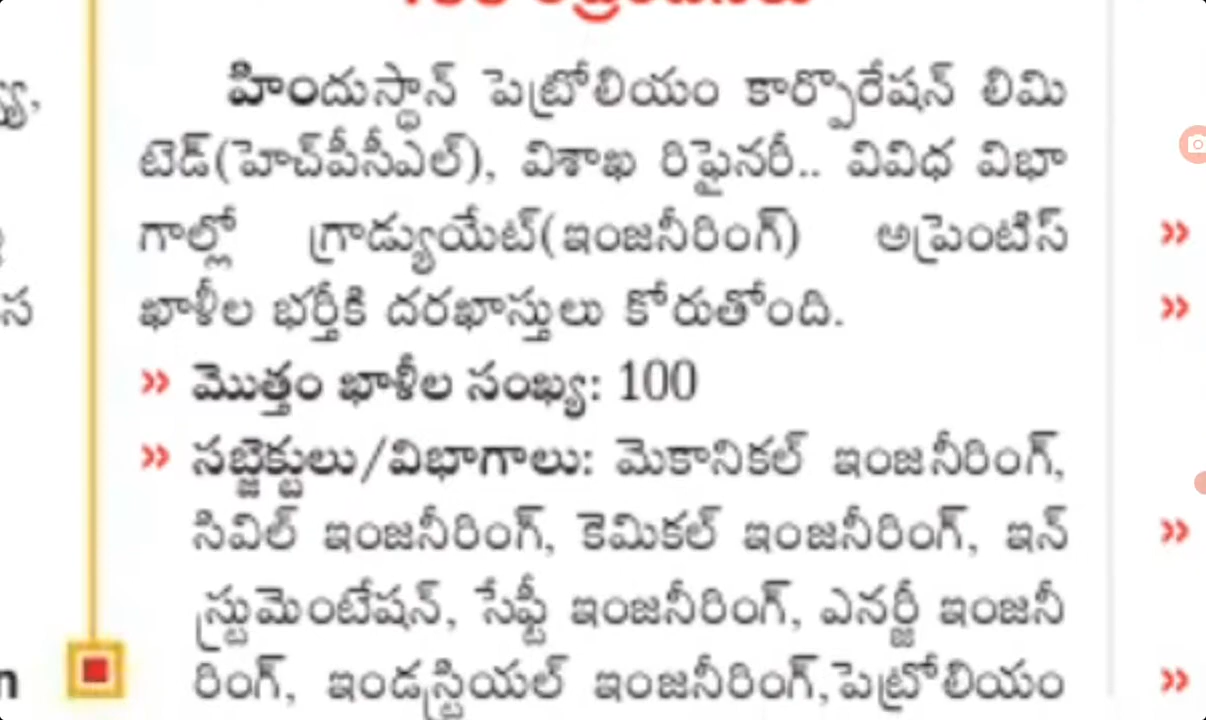 హిందుస్థాన్ పెట్రోలియం కార్పొరేషన్ లిమి
టెడ్(హెచ్‌పీసీఎల్), విశాఖ రిఫైనరీ.. వివిధ విభా
గాల్లో గ్రాడ్యుయేట్(ఇంజనీరింగ్) అప్రెంటిస్
ఖాళీల భర్తీకి దరఖాస్తులు కోరుతోంది.
» మొత్తం ఖాళీల సంఖ్య: 100
» సబ్జెక్టులు/విభాగాలు: మెకానికల్ ఇంజనీరింగ్,
సివిల్ ఇంజనీరింగ్, కెమికల్ ఇంజనీరింగ్, ఇన్
స్ట్రుమెంటేషన్, సేఫ్టీ ఇంజనీరింగ్, ఎనర్జీ ఇంజనీ
రింగ్, ఇండస్ట్రియల్ ఇంజనీరింగ్,పెట్రోలియం